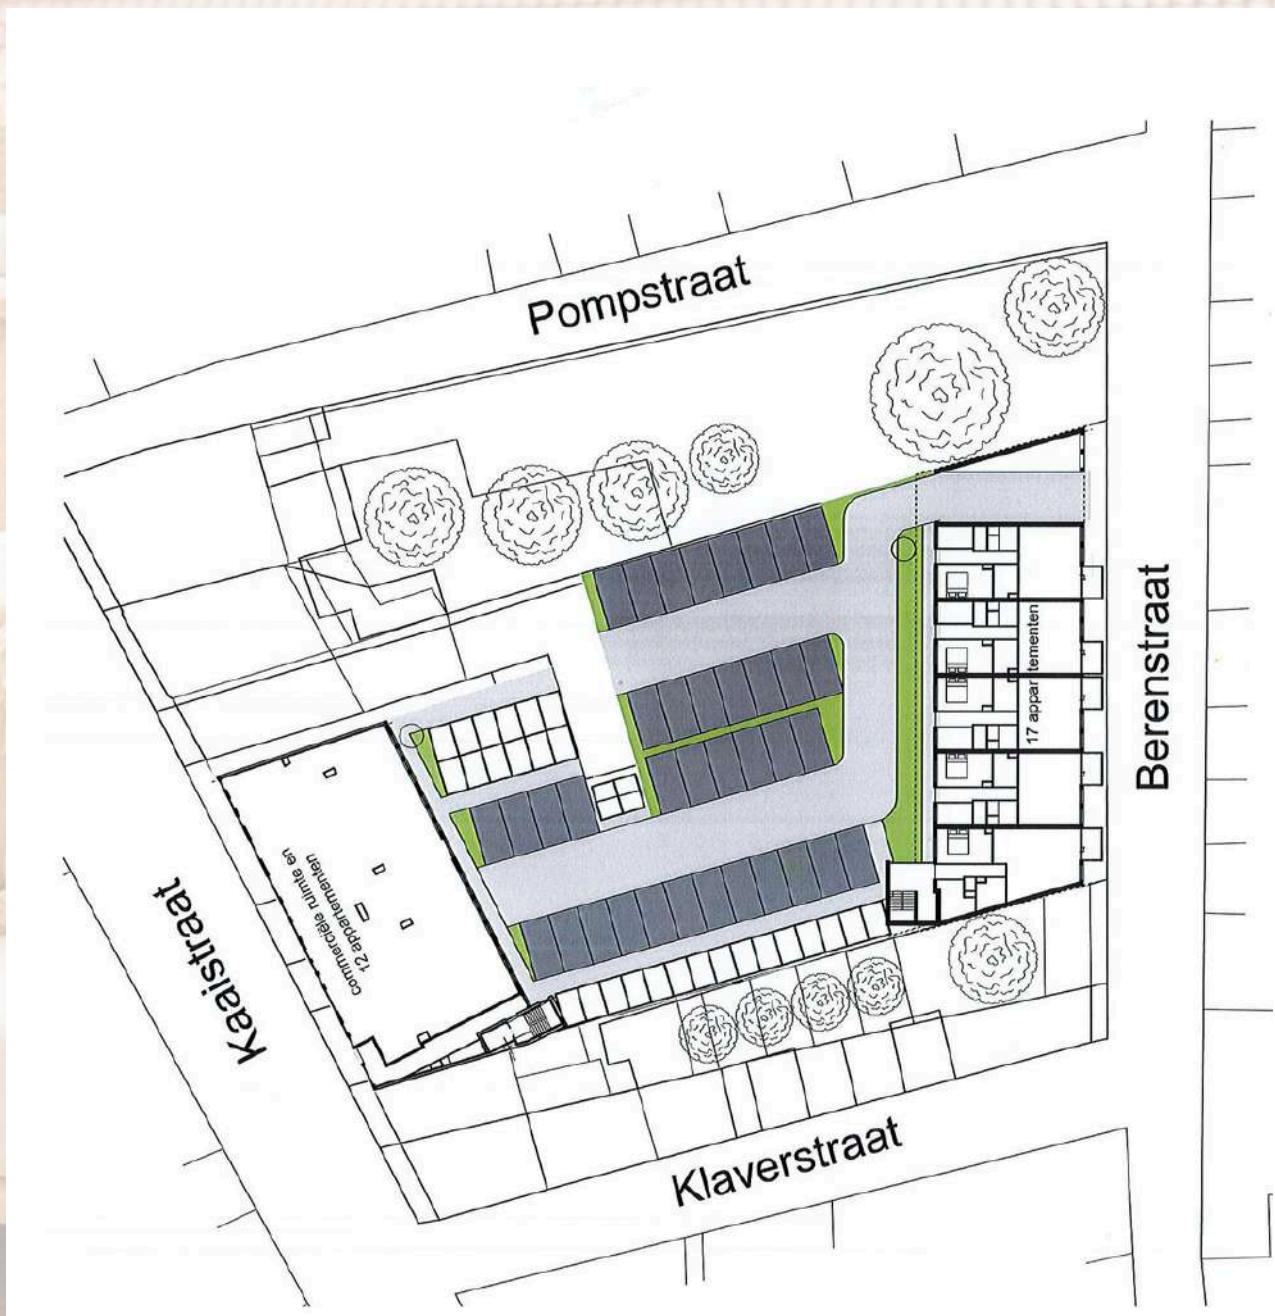 Pompstraat
17 appartementen
Berenstraat
commerciële ruimte en
12 appartementen
Kaaistraat
Klaverstraat